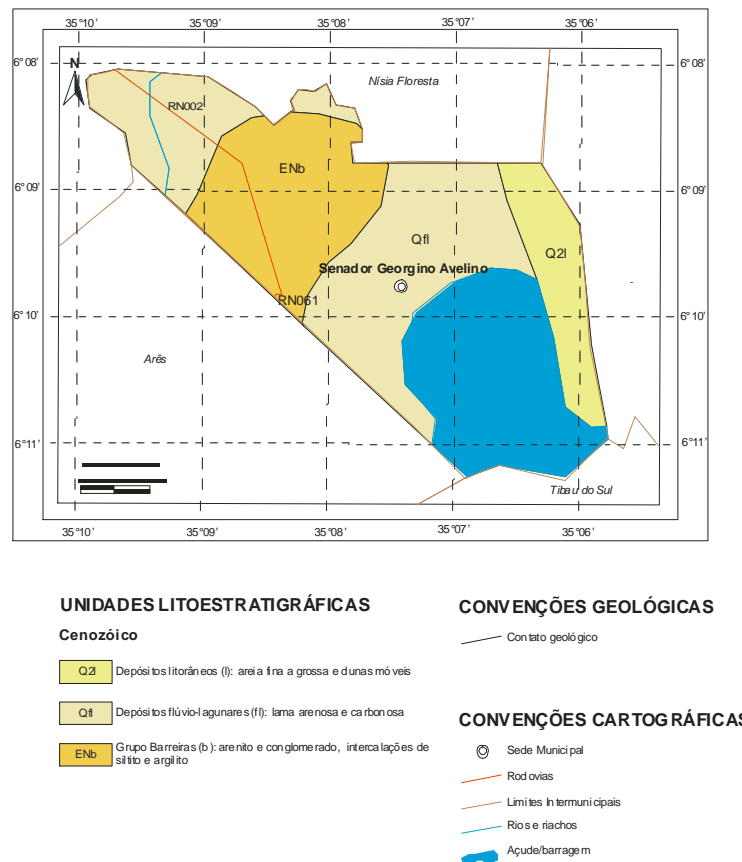 35°10' 35°09' 35°08' 35°07' 35°06'
6°08' N Nísia Floresta 6°08'
RN002
ENb
6°09' 6°09'
Qfl Q2l
Senador Georgino Avelino
RN061
6°10' 6°10'
Arês
6°11' 6°11'
Tibau do Sul
35°10' 35°09' 35°08' 35°07' 35°06'
UNIDADES LITOESTRATIGRÁFICAS
Cenozóico
Q2l Depósitos litorâneos (l): areia fina a grossa e dunas móveis
Qfl Depósitos flúvio-lagunares (fl): lama arenosa e carbonosa
ENb Grupo Barreiras (b): arenito e conglomerado, intercalações de
siltito e argilito
CONVENÇÕES GEOLÓGICAS
Contato geológico
CONVENÇÕES CARTOGRÁFICAS
Sede Municipal
Rodovias
Limites Intermunicipais
Rios e riachos
Açude/barragem